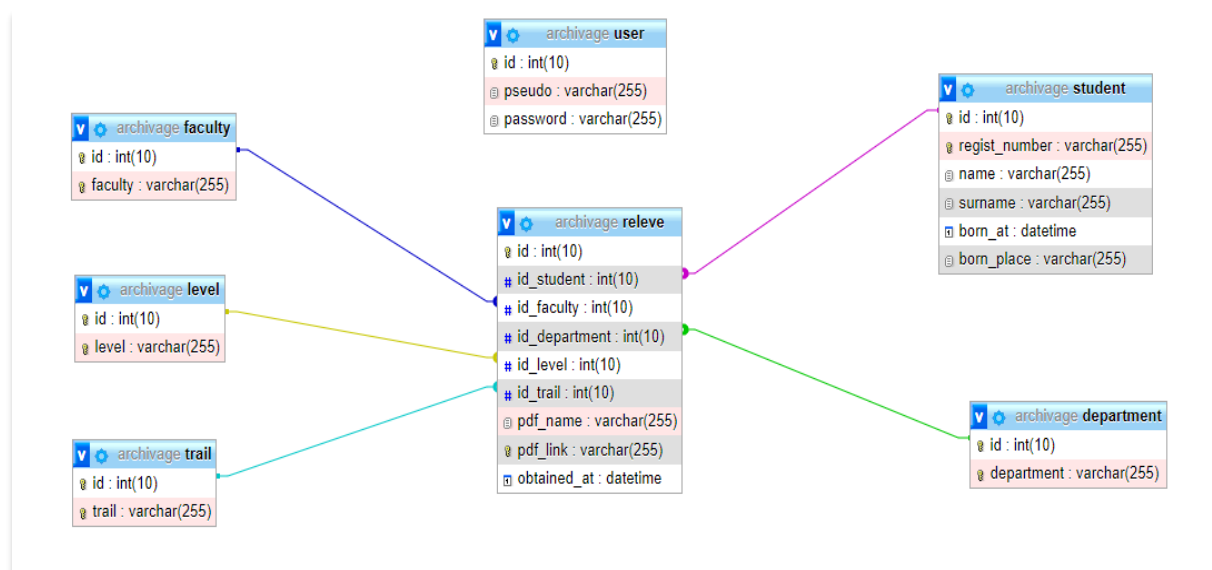 archivage user
id : int(10)
pseudo : varchar(255)
password : varchar(255)
archivage student
id : int(10)
regist_number : varchar(255)
name : varchar(255)
surname : varchar(255)
born_at : datetime
born_place : varchar(255)
archivage faculty
id : int(10)
faculty : varchar(255)
archivage releve
id : int(10)
# id_student : int(10)
# id_faculty : int(10)
# id_department : int(10)
# id_level : int(10)
# id_trail : int(10)
pdf_name : varchar(255)
pdf_link : varchar(255)
obtained_at : datetime
archivage level
id : int(10)
level : varchar(255)
archivage trail
id : int(10)
trail : varchar(255)
archivage department
id : int(10)
department : varchar(255)